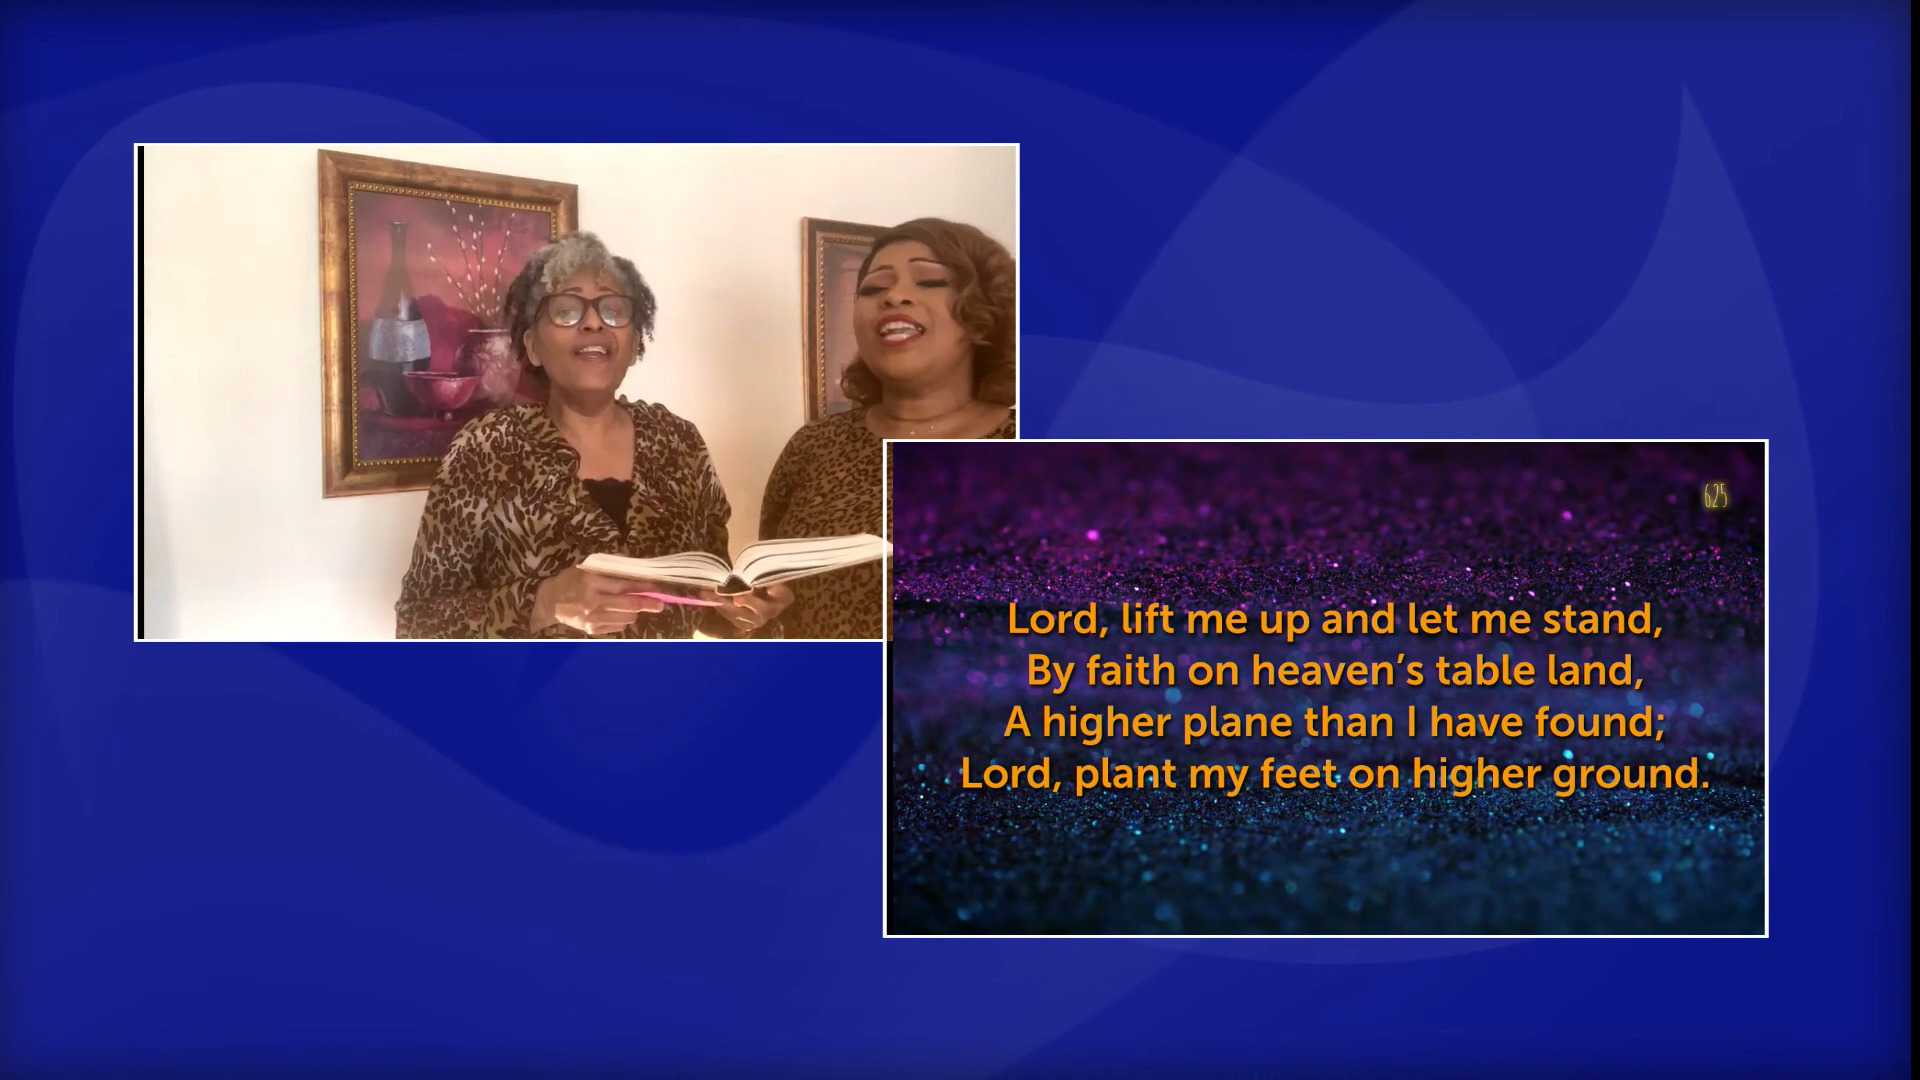 625
Lord, lift me up and let me stand,
By faith on heaven’s table land,
A higher plane than I have found;
Lord, plant my feet on higher ground.